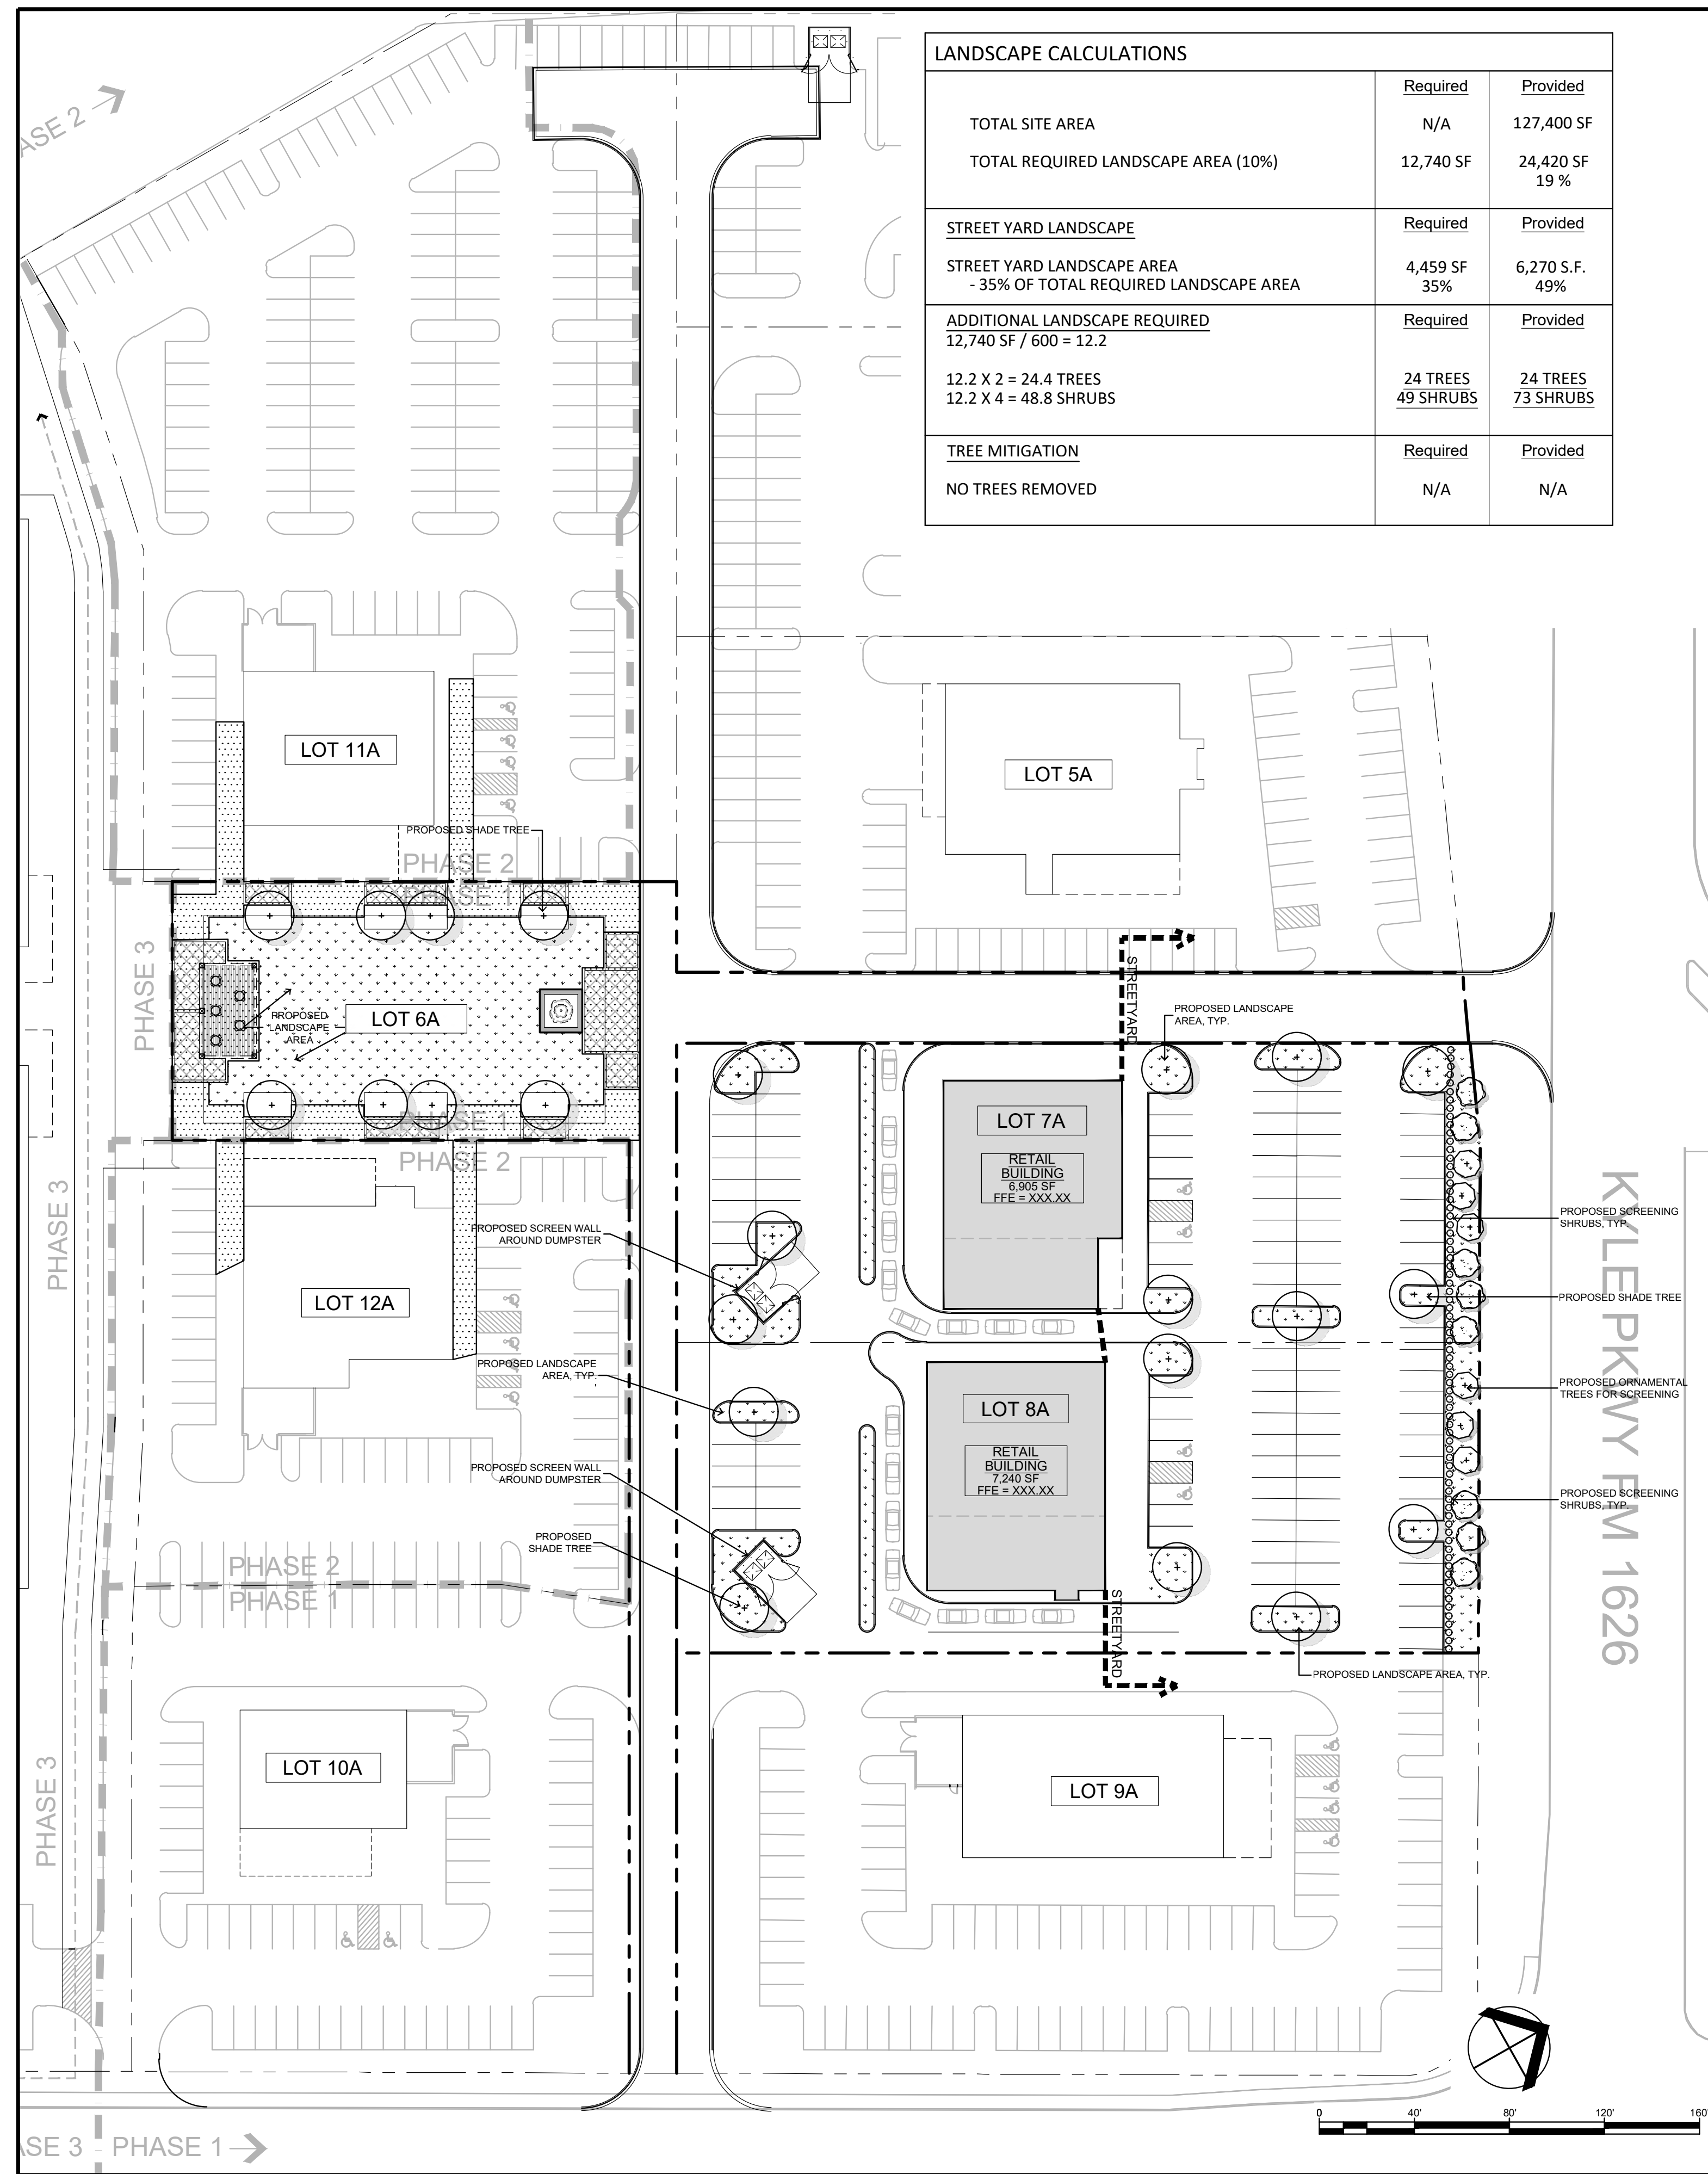 LANDSCAPE CALCULATIONS
Required Provided
TOTAL SITE AREA N/A 127,400 SF
TOTAL REQUIRED LANDSCAPE AREA (10%) 12,740 SF 24,420 SF
19 %
STREET YARD LANDSCAPE Required Provided
STREET YARD LANDSCAPE AREA 4,459 SF 6,270 S.F.
- 35% OF TOTAL REQUIRED LANDSCAPE AREA 35% 49%
ADDITIONAL LANDSCAPE REQUIRED Required Provided
12,740 SF / 600 = 12.2
12.2 X 2 = 24.4 TREES 24 TREES 24 TREES
12.2 X 4 = 48.8 SHRUBS 49 SHRUBS 73 SHRUBS
TREE MITIGATION Required Provided
NO TREES REMOVED N/A N/A
ASE 2
LOT 11A
LOT 5A
PROPOSED SHADE TREE
PHASE 2
PHASE 1
PHASE 3
PROPOSED
LANDSCAPE
AREA
LOT 6A
STREETYARD
PROPOSED LANDSCAPE
AREA, TYP.
PHASE 1
PHASE 2
LOT 7A
RETAIL
BUILDING
6,905 SF
FFE = XXX.XX
PHASE 3
PROPOSED SCREEN WALL
AROUND DUMPSTER
PROPOSED SCREENING
SHRUBS, TYP.
KYLE PKWY FM 1626
LOT 12A
PROPOSED SHADE TREE
PROPOSED LANDSCAPE
AREA, TYP.
PROPOSED ORNAMENTAL
TREES FOR SCREENING
LOT 8A
RETAIL
BUILDING
7,240 SF
FFE = XXX.XX
PROPOSED SCREEN WALL
AROUND DUMPSTER
PROPOSED SCREENING
SHRUBS, TYP.
PROPOSED
SHADE TREE
PHASE 2
PHASE 1
STREETYARD
PROPOSED LANDSCAPE AREA, TYP.
LOT 10A
LOT 9A
PHASE 3
0 40' 80' 120' 160'
ASE 3 PHASE 1